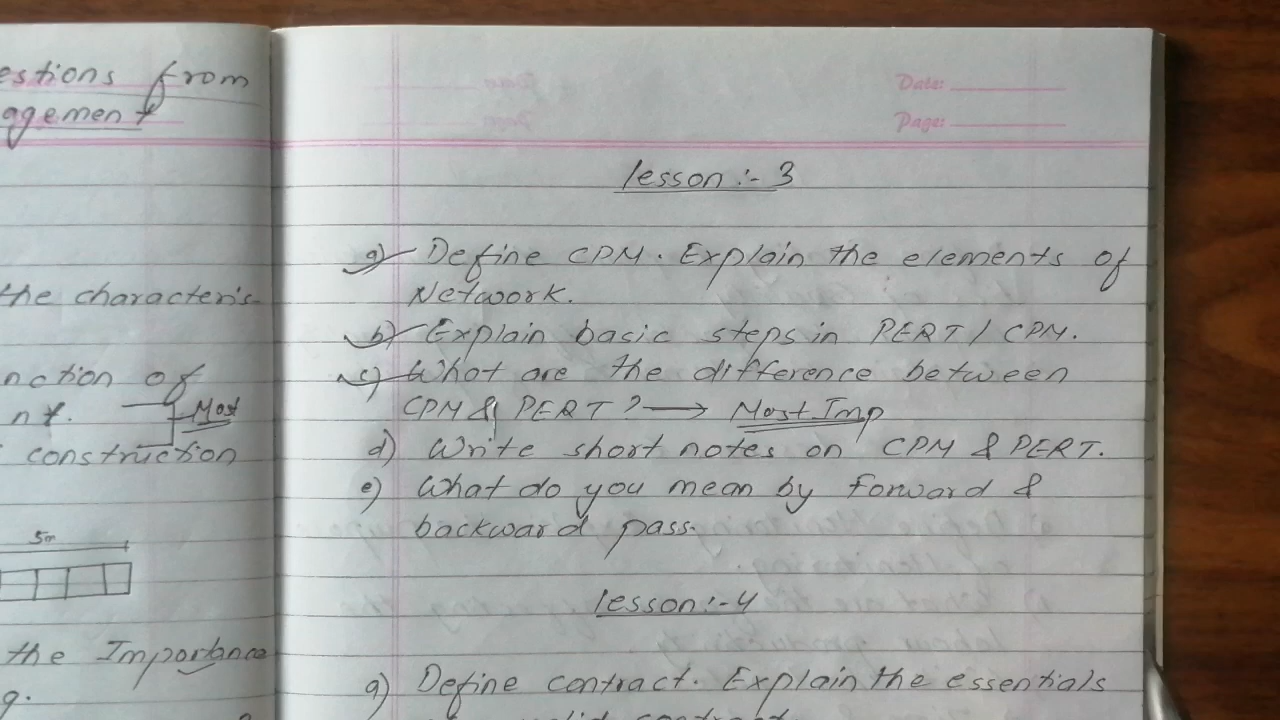 estions from
agement
the characteris-
nction of
nt.
Most
construction
5m
the Importance
g.
Date:
Page:
lesson :- 3
a) Define CPM. Explain the elements of
Network.
b) Explain basic steps in PERT / CPM.
c) What are the difference between
CPM & PERT ? → Most Imp
d) Write short notes on CPM & PERT.
e) What do you mean by forward &
backward pass.
lesson :- 4
a) Define contract. Explain the essentials
valid contract